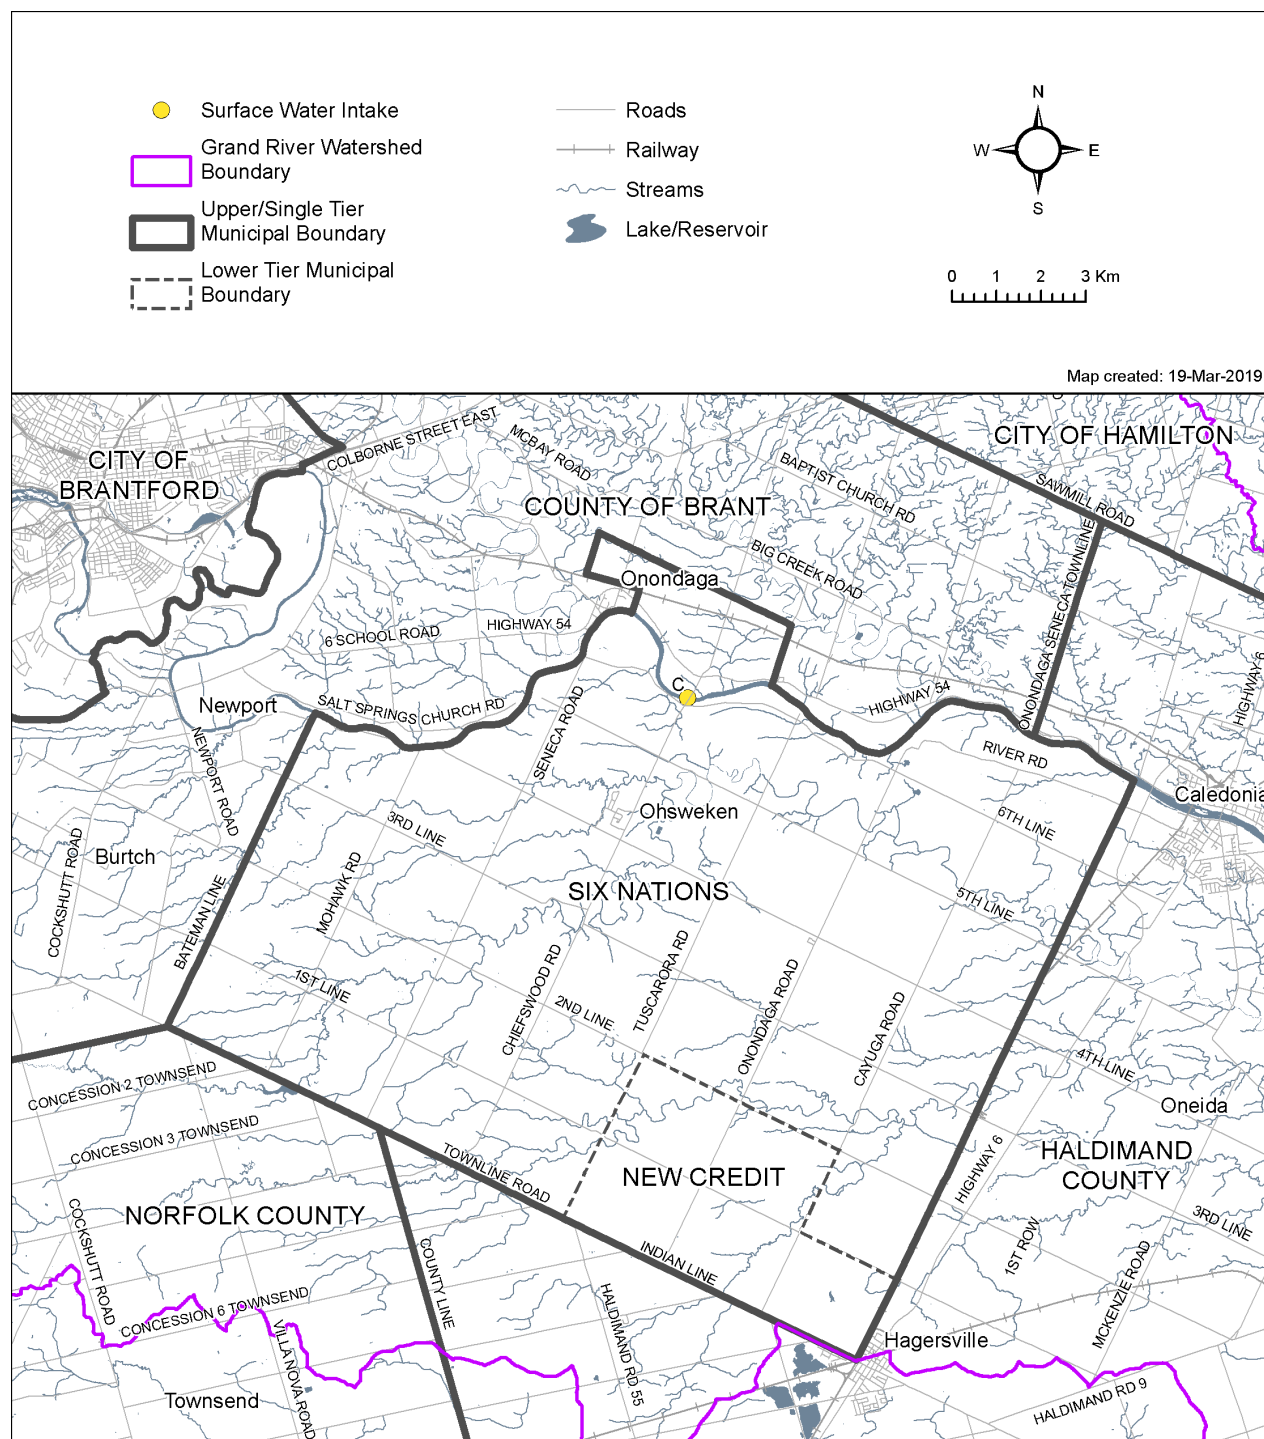 Surface Water Intake
Grand River Watershed
Boundary
Upper/Single Tier
Municipal Boundary
Lower Tier Municipal
Boundary
Roads
Railway
Streams
Lake/Reservoir
N
W
E
S
0 1 2 3 Km
Map created: 19-Mar-2019
CITY OF
BRANTFORD
COLBORNE STREET EAST
MCBAY ROAD
COUNTY OF BRANT
BAPTIST CHURCH RD
CITY OF HAMILTON
SAWMILL ROAD
BIG CREEK ROAD
Onondaga
ONONDAGA SENECA TOWNLINE
HIGHWAY 6
6 SCHOOL ROAD
HIGHWAY 54
C
Newport
SALT SPRINGS CHURCH RD
HIGHWAY 54
SENECA ROAD
NEWPORT ROAD
RIVER RD
Caledonia
Ohsweken
6TH LINE
3RD LINE
COCKSHUTT ROAD
Burtch
BATEMAN LINE
MOHAWK RD
SIX NATIONS
5TH LINE
1ST LINE
CHIEFSWOOD RD
2ND LINE
TUSCARORA RD
ONONDAGA ROAD
CAYUGA ROAD
4TH LINE
CONCESSION 2 TOWNSEND
CONCESSION 3 TOWNSEND
Oneida
HALDIMAND
COUNTY
HIGHWAY 6
TOWNLINE ROAD
NEW CREDIT
NORFOLK COUNTY
COCKSHUTT ROAD
COUNTY LINE
INDIAN LINE
1ST ROW
3RD LINE
MCKENZIE ROAD
CONCESSION 6 TOWNSEND
VILLA NOVA ROAD
HALDIMAND RD 55
Hagersville
Townsend
HALDIMAND RD 9